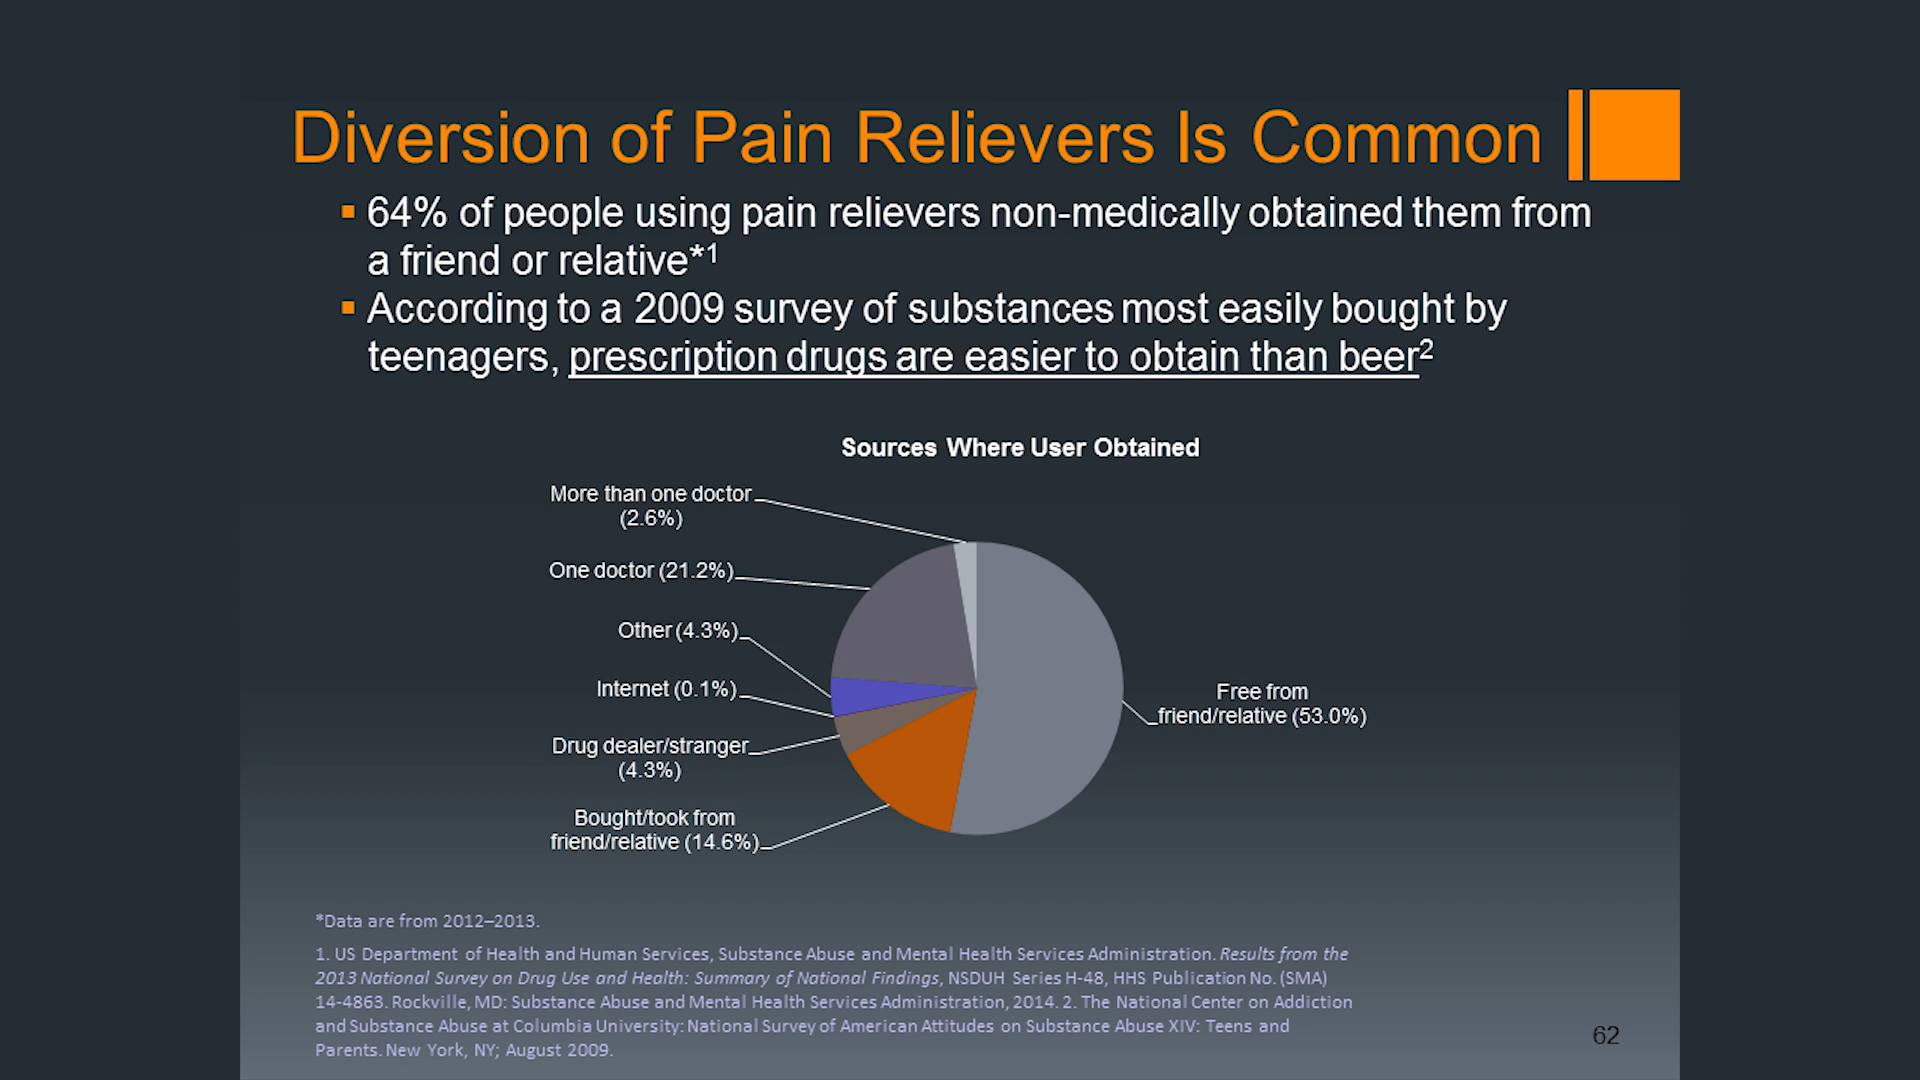 Diversion of Pain Relievers Is Common
▪ 64% of people using pain relievers non-medically obtained them from
a friend or relative*1
▪ According to a 2009 survey of substances most easily bought by
teenagers, prescription drugs are easier to obtain than beer2
Sources Where User Obtained
More than one doctor
(2.6%)
One doctor (21.2%)
Other (4.3%)
Internet (0.1%)
Drug dealer/stranger
(4.3%)
Bought/took from
friend/relative (14.6%)
Free from
friend/relative (53.0%)
*Data are from 2012–2013.
1. US Department of Health and Human Services, Substance Abuse and Mental Health Services Administration. Results from the
2013 National Survey on Drug Use and Health: Summary of National Findings, NSDUH Series H-48, HHS Publication No. (SMA)
14-4863. Rockville, MD: Substance Abuse and Mental Health Services Administration, 2014. 2. The National Center on Addiction
and Substance Abuse at Columbia University: National Survey of American Attitudes on Substance Abuse XIV: Teens and
Parents. New York, NY; August 2009.
62